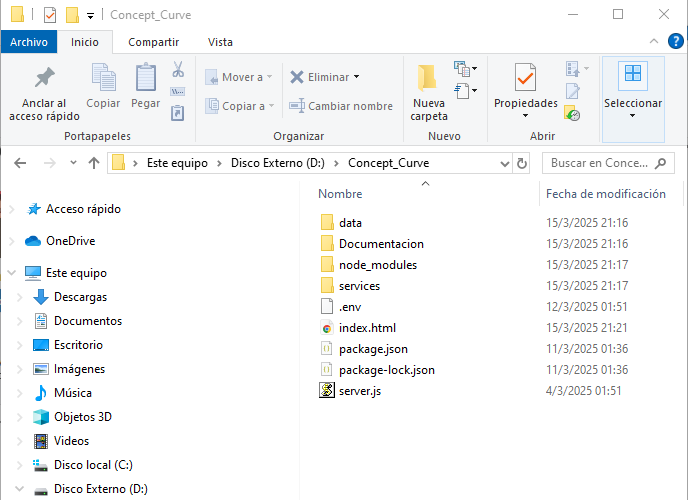 Concept_Curve
Archivo Inicio Compartir Vista
Anclar al acceso rápido
Copiar
Pegar
Portapapeles
Mover a
Copiar a
Eliminar
Cambiar nombre
Organizar
Nueva carpeta
Nuevo
Propiedades
Abrir
Seleccionar
Este equipo > Disco Externo (D:) > Concept_Curve
Buscar en Conce...
Nombre Fecha de modificación
Acceso rápido
OneDrive
Este equipo
Descargas
Documentos
Escritorio
Imágenes
Música
Objetos 3D
Videos
Disco local (C:)
Disco Externo (D:)
data 15/3/2025 21:16
Documentacion 15/3/2025 21:16
node_modules 15/3/2025 21:17
services 15/3/2025 21:17
.env 12/3/2025 01:51
index.html 15/3/2025 21:21
package.json 11/3/2025 01:36
package-lock.json 11/3/2025 01:36
server.js 4/3/2025 01:51